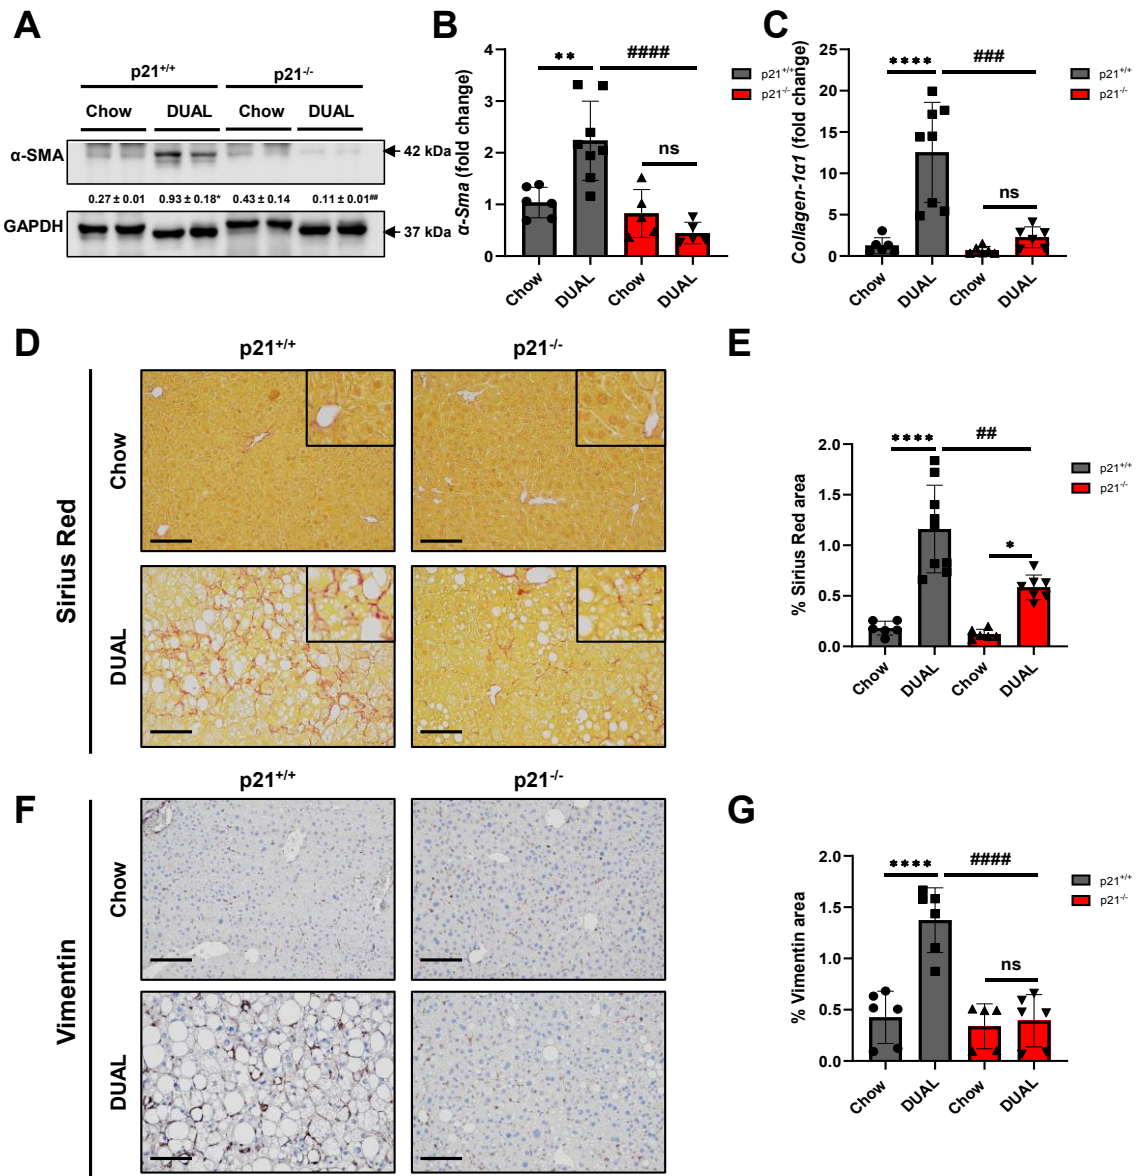 A
p21+/+ p21-/-
Chow DUAL Chow DUAL
α-SMA
42 kDa
0.27 ± 0.01 0.93 ± 0.18* 0.43 ± 0.14 0.11 ± 0.01##
GAPDH
37 kDa
B
α-Sma (fold change)
4
3
2
1
0
** ####
ns
Chow DUAL Chow DUAL
p21+/+
p21-/-
C
Collagen-1α1 (fold change)
25
20
15
10
5
0
**** ###
ns
Chow DUAL Chow DUAL
p21+/+
p21-/-
D
p21+/+ p21-/-
Sirius Red
Chow
DUAL
E
% Sirius Red area
2.0
1.5
1.0
0.5
0.0
**** ##
*
Chow DUAL Chow DUAL
p21+/+
p21-/-
F
p21+/+ p21-/-
Vimentin
Chow
DUAL
G
% Vimentin area
2.0
1.5
1.0
0.5
0.0
**** ####
ns
Chow DUAL Chow DUAL
p21+/+
p21-/-